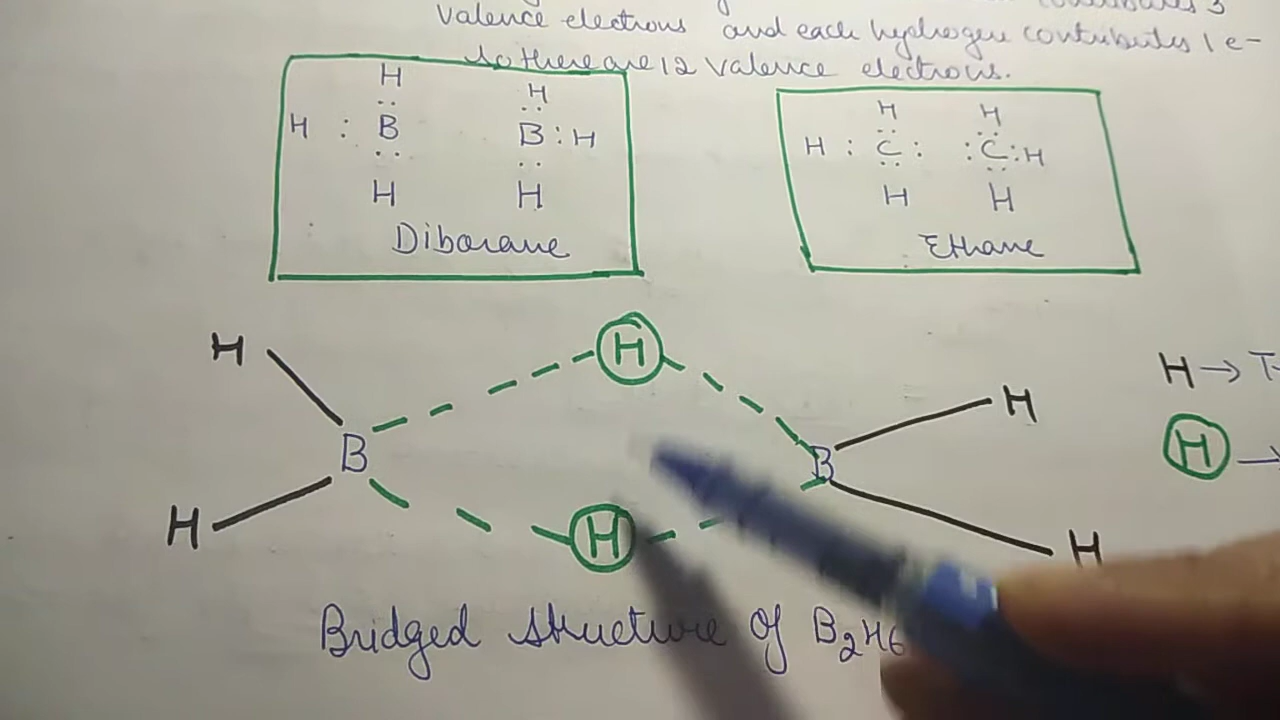 valence electrons and each hydrogen contributes 1 e-
So there are 12 valence electrons.
H H
H : B B : H
H H
Diborane
H H
H : C : : C : H
H H
Ethane
H H
H
B B
H H
H H
H → T
H →
Bridged structure of B2H6